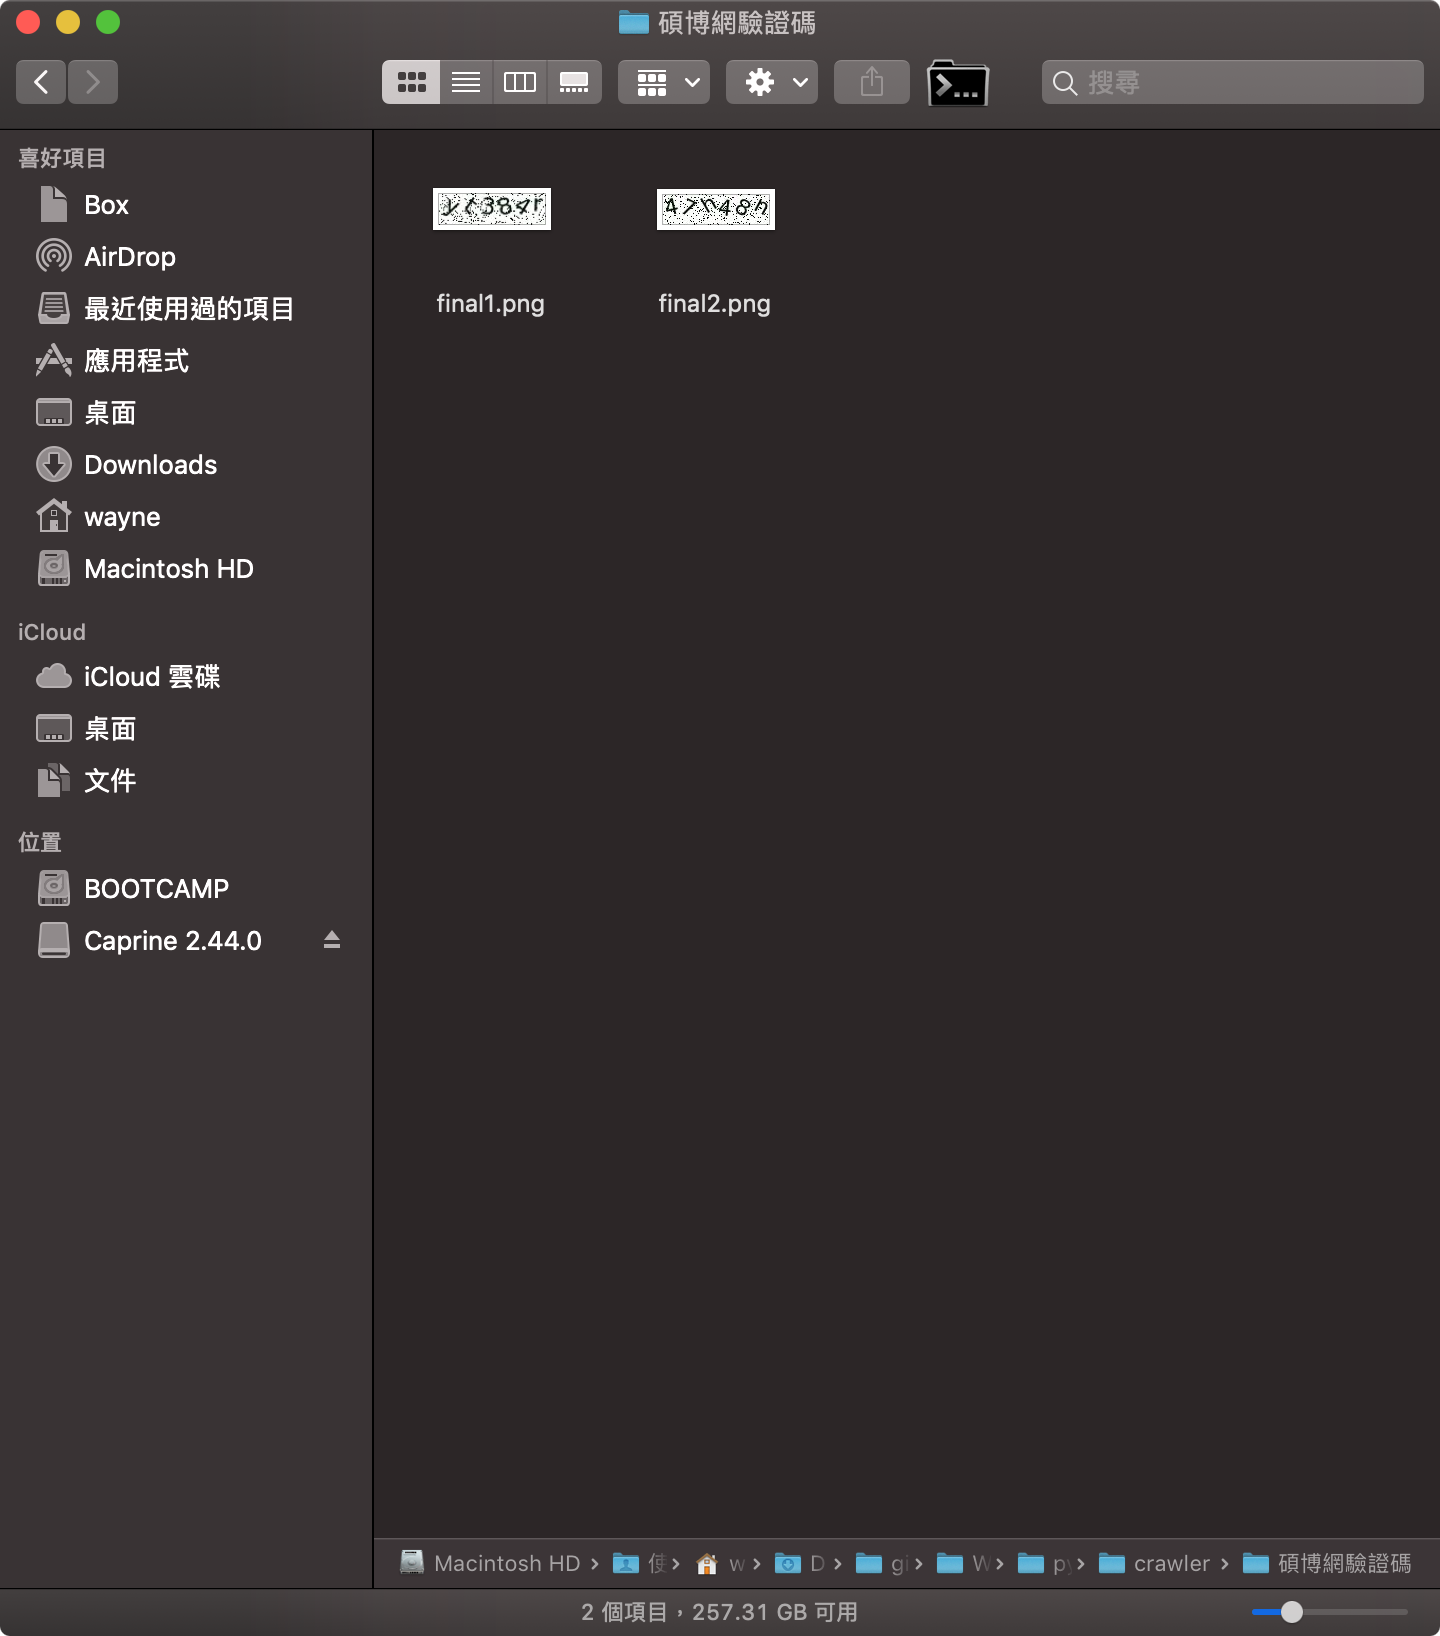 碩博網驗證碼
搜尋
喜好項目
Box
AirDrop
最近使用過的項目
應用程式
桌面
Downloads
wayne
Macintosh HD
iCloud
iCloud 雲碟
桌面
文件
位置
BOOTCAMP
Caprine 2.44.0
final1.png
final2.png
Macintosh HD › 使 › w › D › gi › W › py › crawler › 碩博網驗證碼
2 個項目，257.31 GB 可用